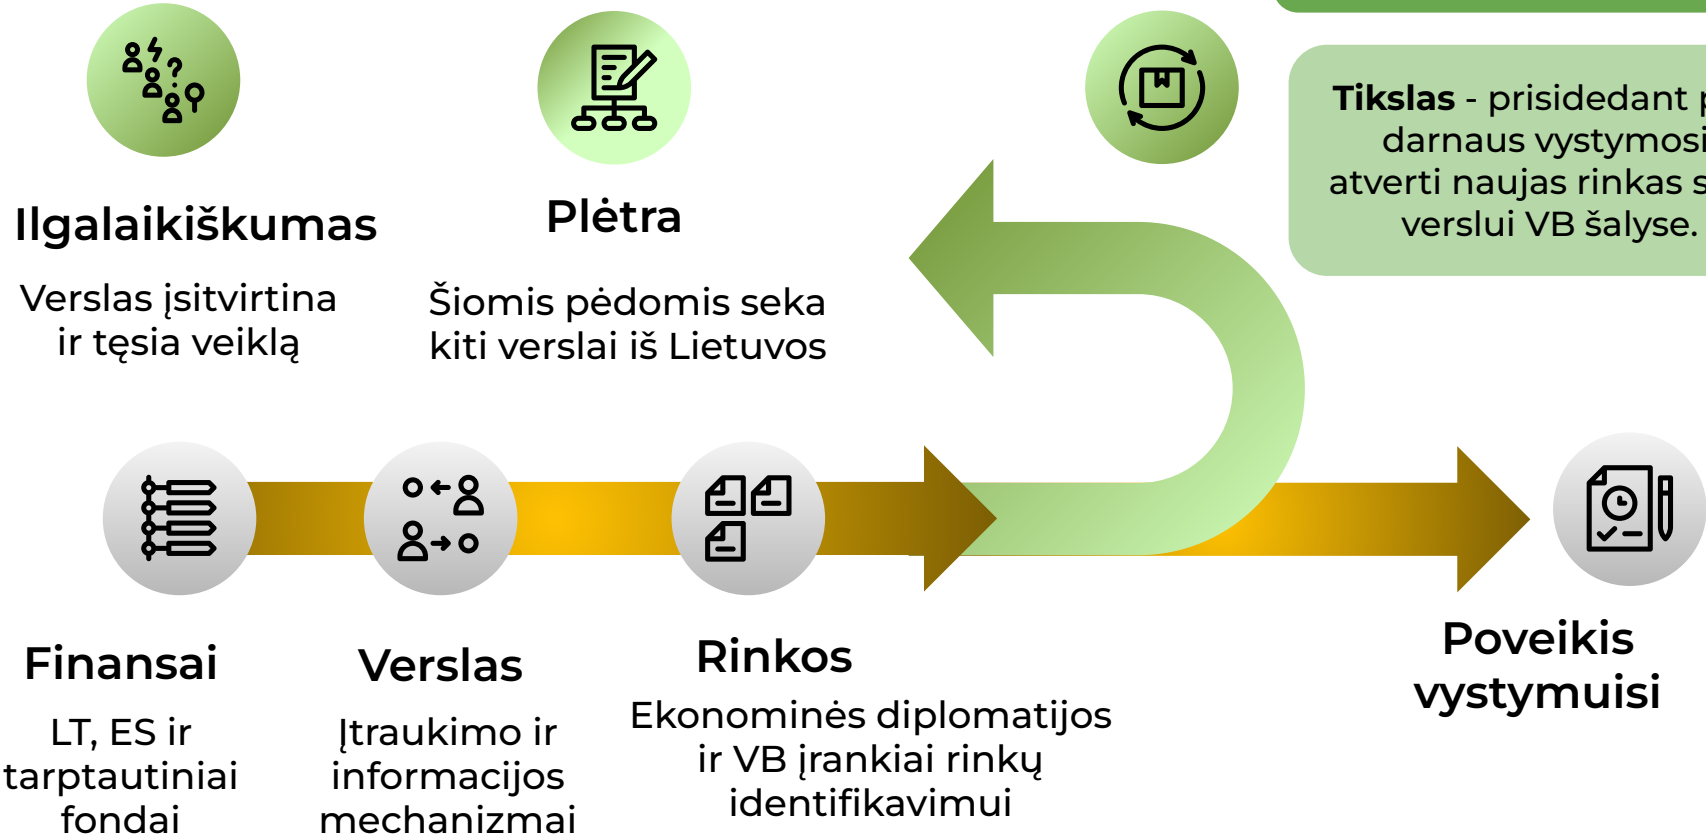 Tikslas - prisidedant
darnaus vystymosi
atverti naujas rinkas
verslui VB šalyse.
Ilgalaikiškumas
Verslas įsitvirtina
ir tęsia veiklą
Plėtra
Šiomis pėdomis seka
kiti verslai iš Lietuvos
Finansai
LT, ES ir
tarptautiniai
fondai
Verslas
Įtraukimo ir
informacijos
mechanizmai
Rinkos
Ekonominės diplomatijos
ir VB įrankiai rinkų
identifikavimui
Poveikis
vystymuisi